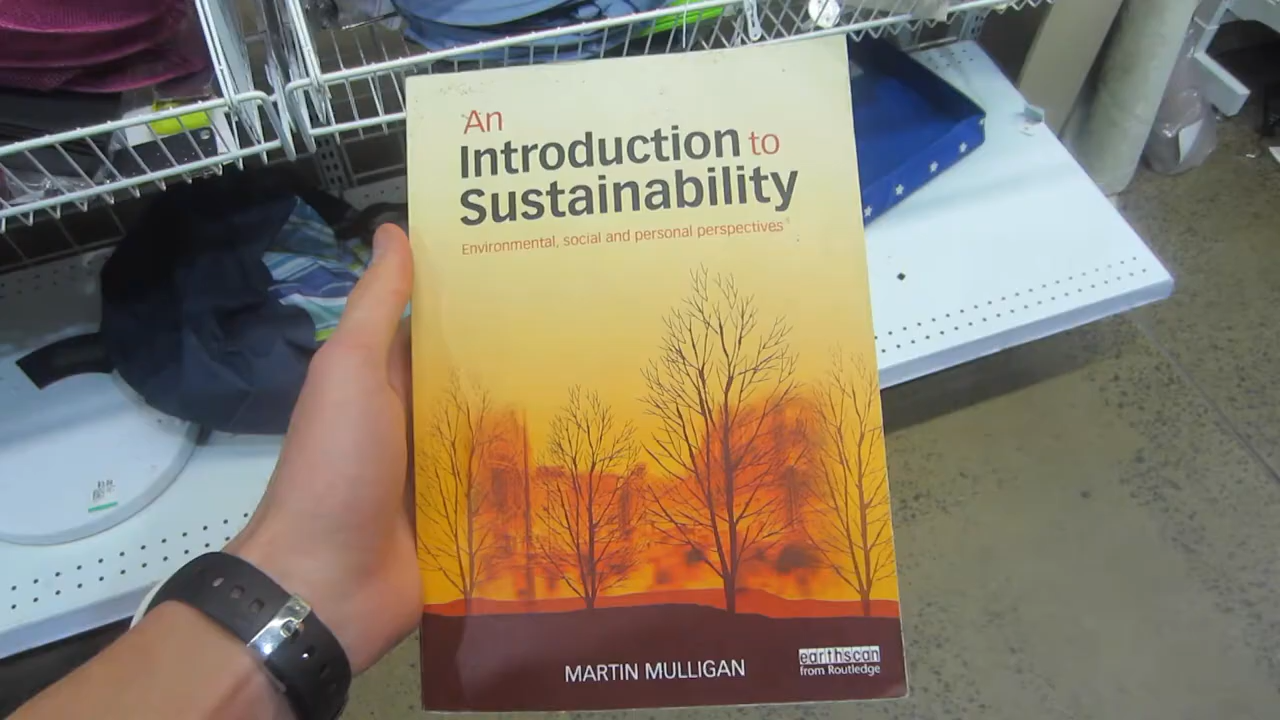 An
Introduction to
Sustainability
Environmental, social and personal perspectives
MARTIN MULLIGAN
earthscan
from Routledge